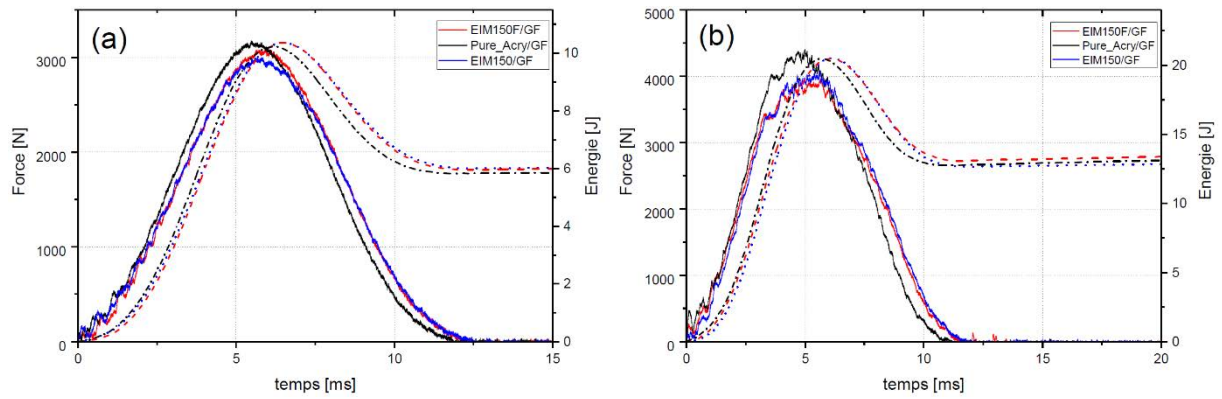 (a)
EIM150F/GF
Pure_Acry/GF
EIM150/GF
Force [N]
3000
2000
1000
0
Energie [J]
10
8
6
4
2
0
0 5 10 15
temps [ms]
(b)
EIM150F/GF
Pure_Acry/GF
EIM150/GF
Force [N]
5000
4000
3000
2000
1000
0
Energie [J]
20
15
10
5
0
0 5 10 15 20
temps [ms]